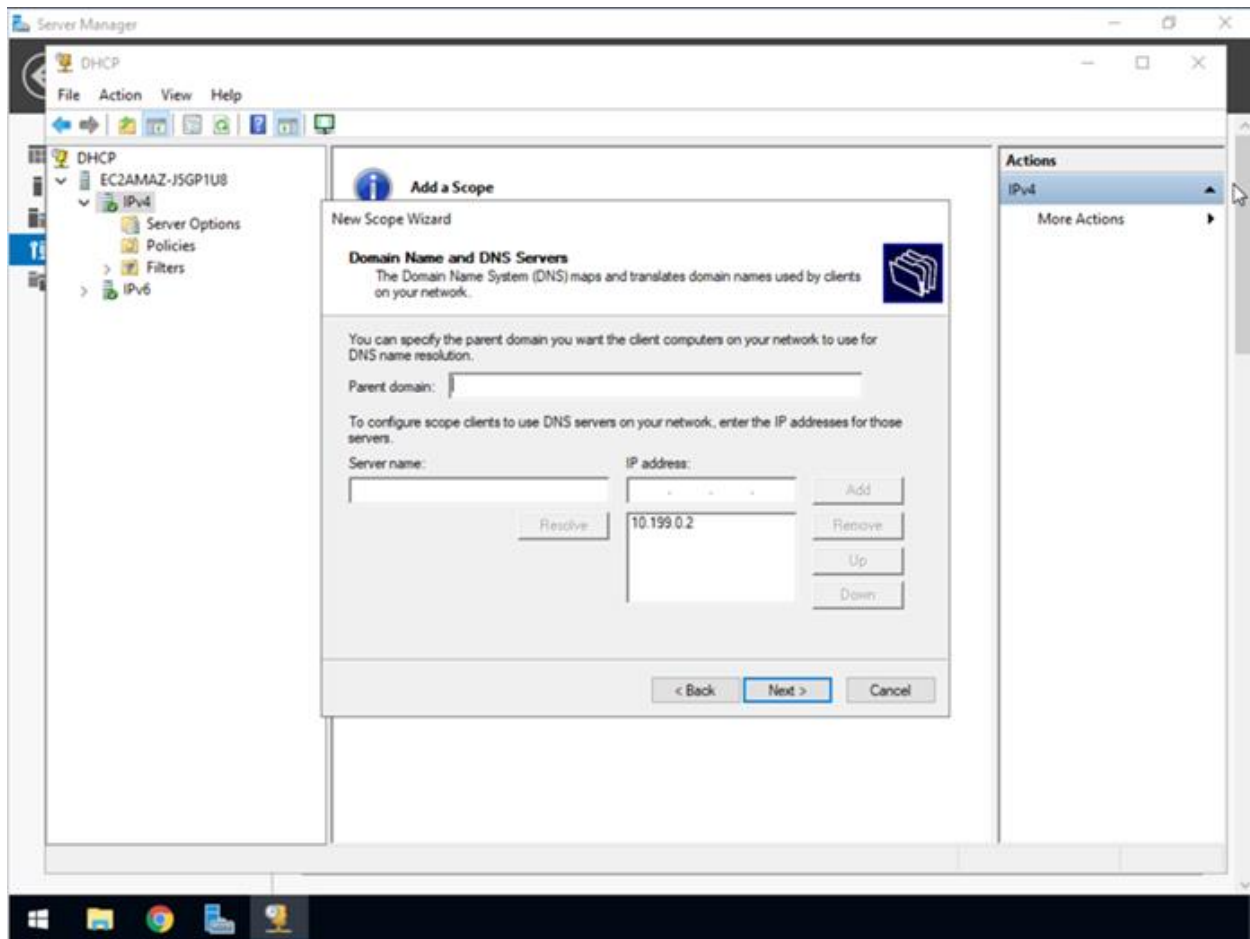 Server Manager
DHCP
File Action View Help
DHCP
EC2AMAZ-J5GP1U8
IPv4
Server Options
Policies
Filters
IPv6
Add a Scope
New Scope Wizard
Domain Name and DNS Servers
The Domain Name System (DNS) maps and translates domain names used by clients
on your network.
You can specify the parent domain you want the client computers on your network to use for
DNS name resolution.
Parent domain:
To configure scope clients to use DNS servers on your network, enter the IP addresses for those
servers.
Server name: IP address:
Add
Resolve 10.199.0.2 Remove
Up
Down
< Back Next > Cancel
Actions
IPv4
More Actions